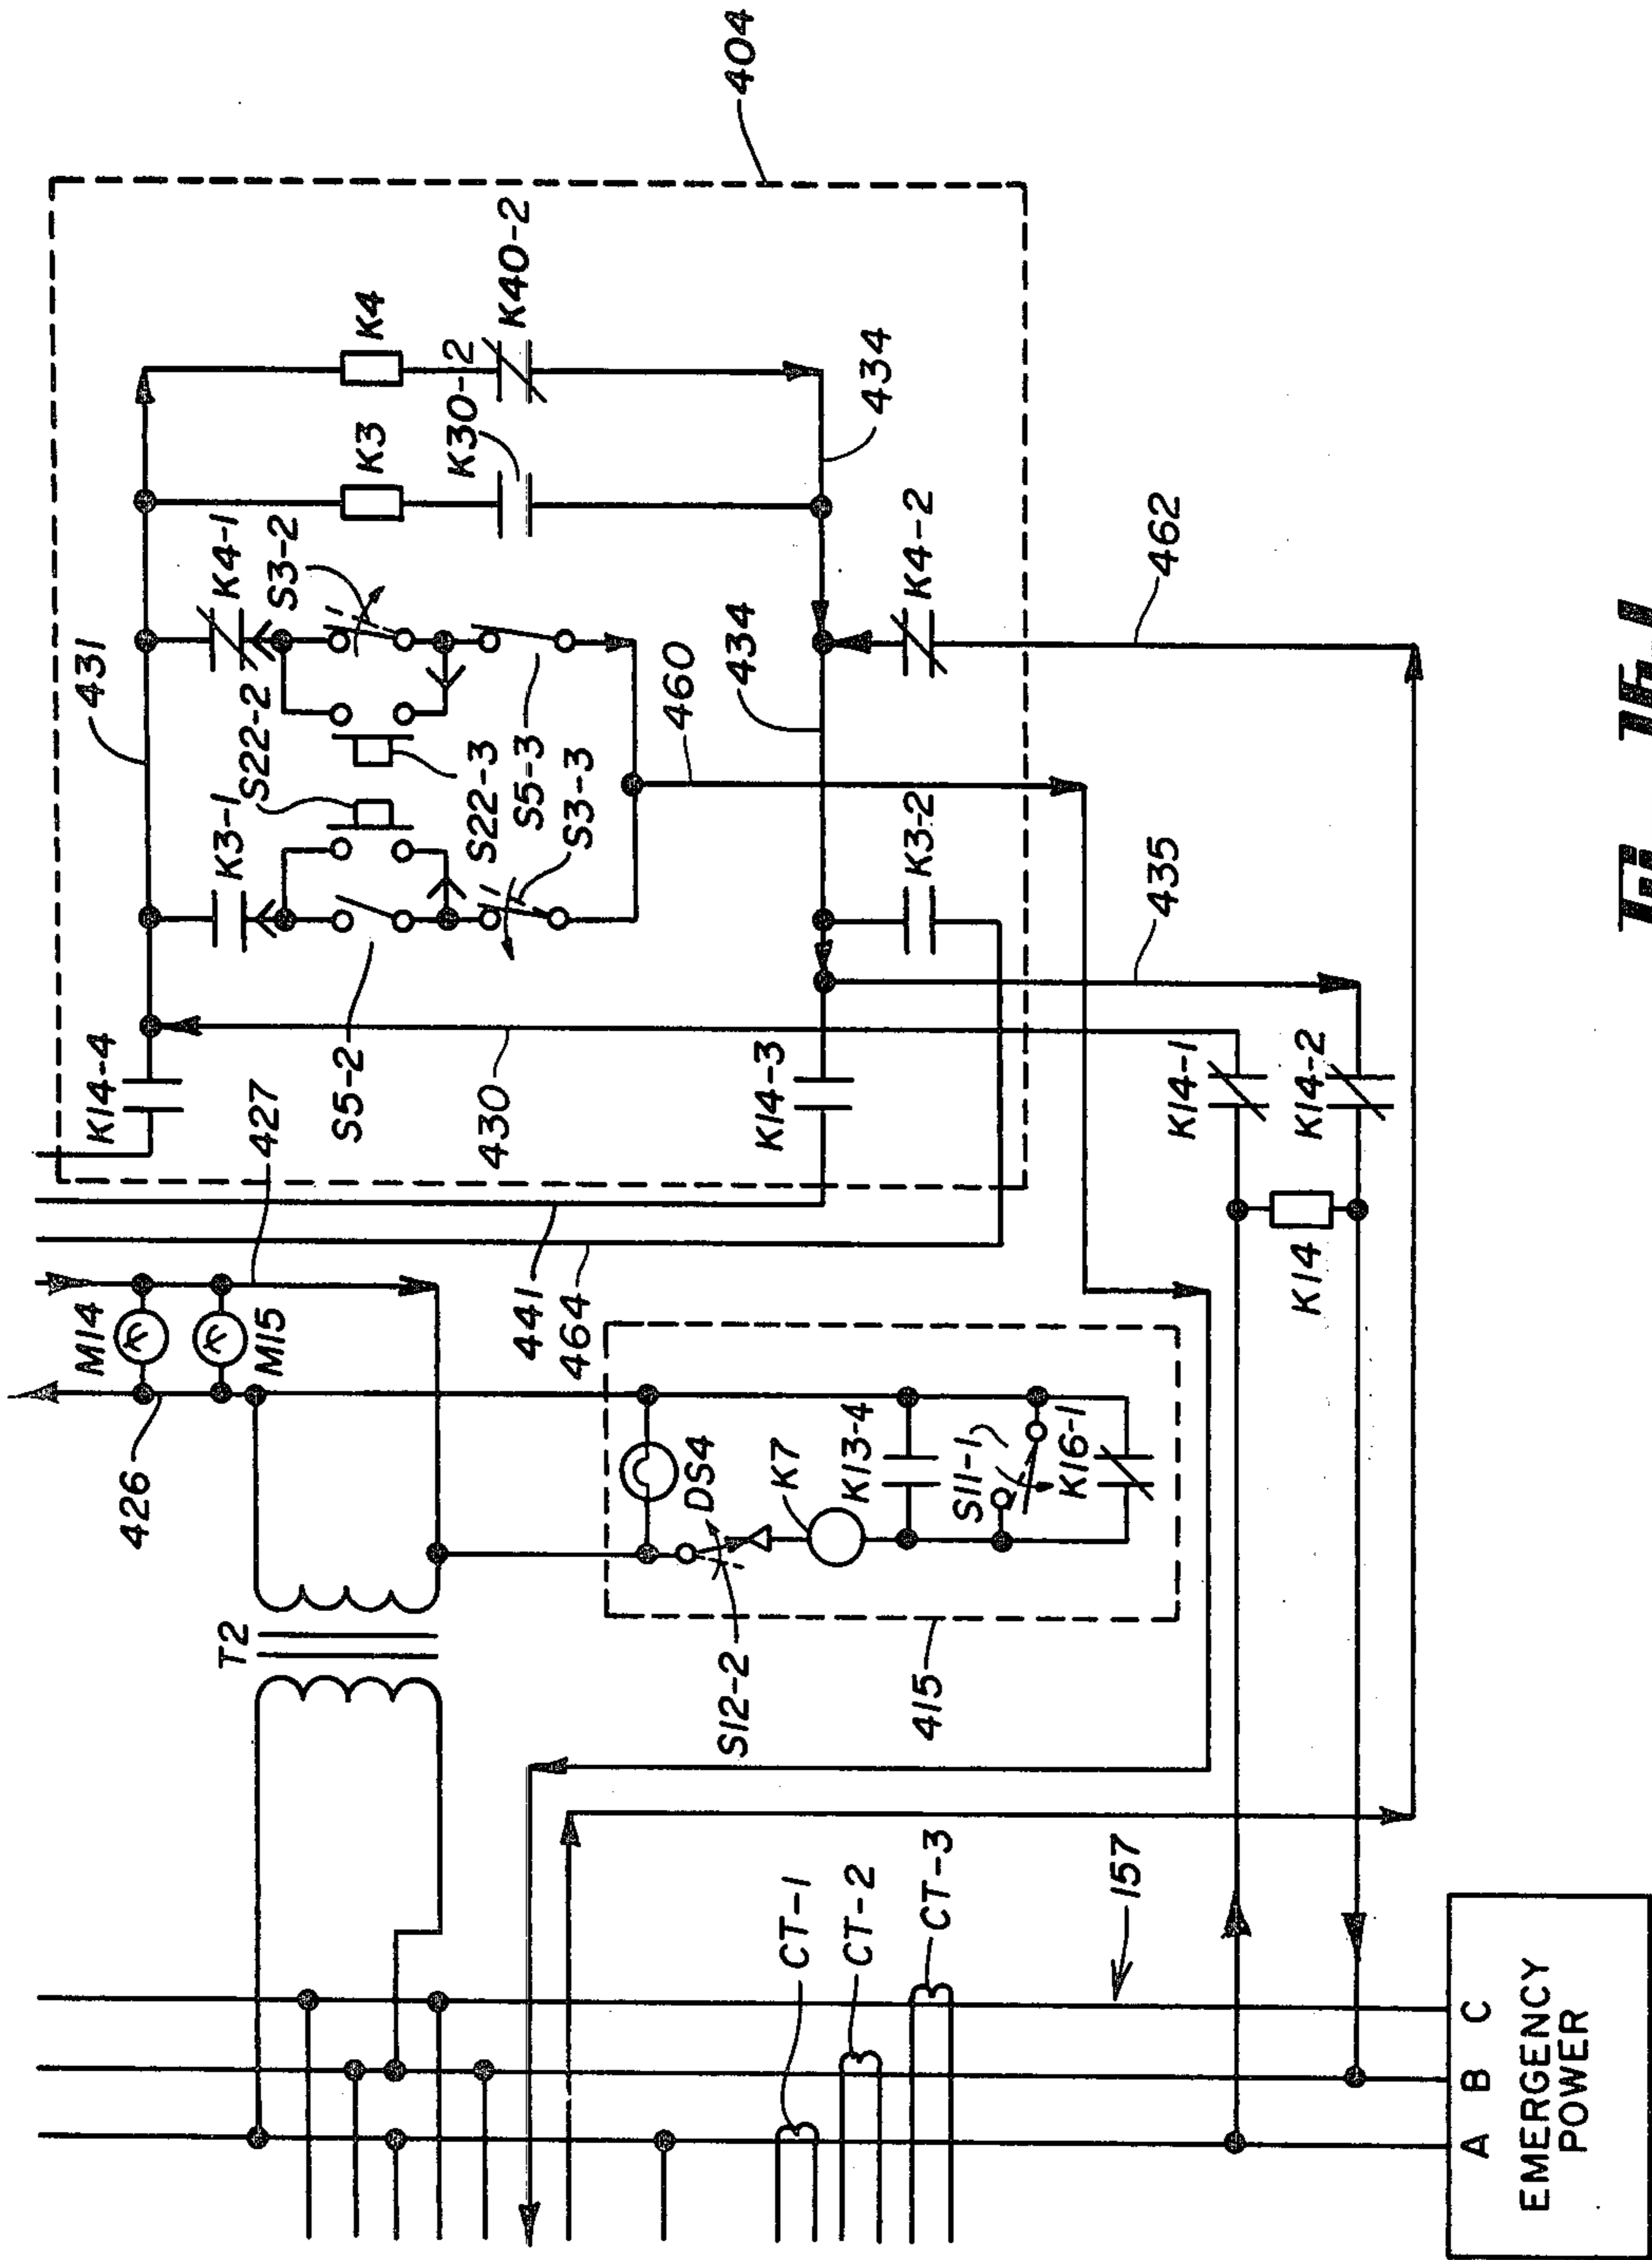 404
431
K4
K40-2
K3
K30-2
K4-1
S3-2
S22-2
K3-1
S22-3
S5-3
S3-3
S5-2
K14-4
427
430
460
434
434
K3-2
K4-2
435
462
K14-3
K14-1
K14-2
K14
441
464
M14
M15
426
T2
DS4
K7
K13-4
S11-1
K16-1
S12-2
415
CT-1
CT-2
CT-3
157
A B C
EMERGENCY
POWER